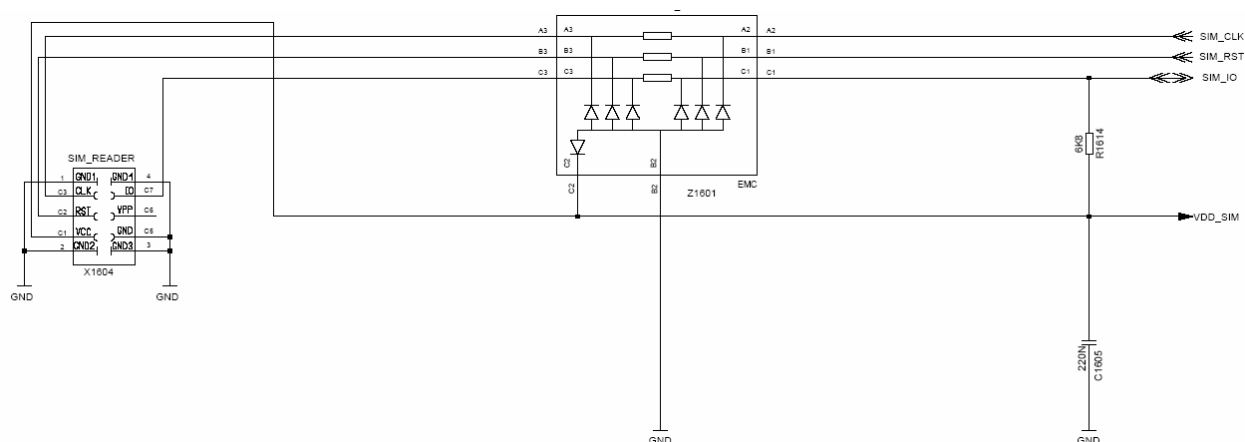 A3 A3 A2 A2 SIM_CLK
B3 B3 B1 B1 SIM_RST
C3 C3 C1 C1 SIM_IO
6K8
R1614
SIM_READER
C2
B2
EMC
1 GND1 GND4 4
Z1601
C3 CLK IO C7
C2
B2
C2 RST VPP C6
VDD_SIM
C1 VCC GND C5
2 GND2 GND3 3
X1604
GND
GND
220N
C1605
GND
GND